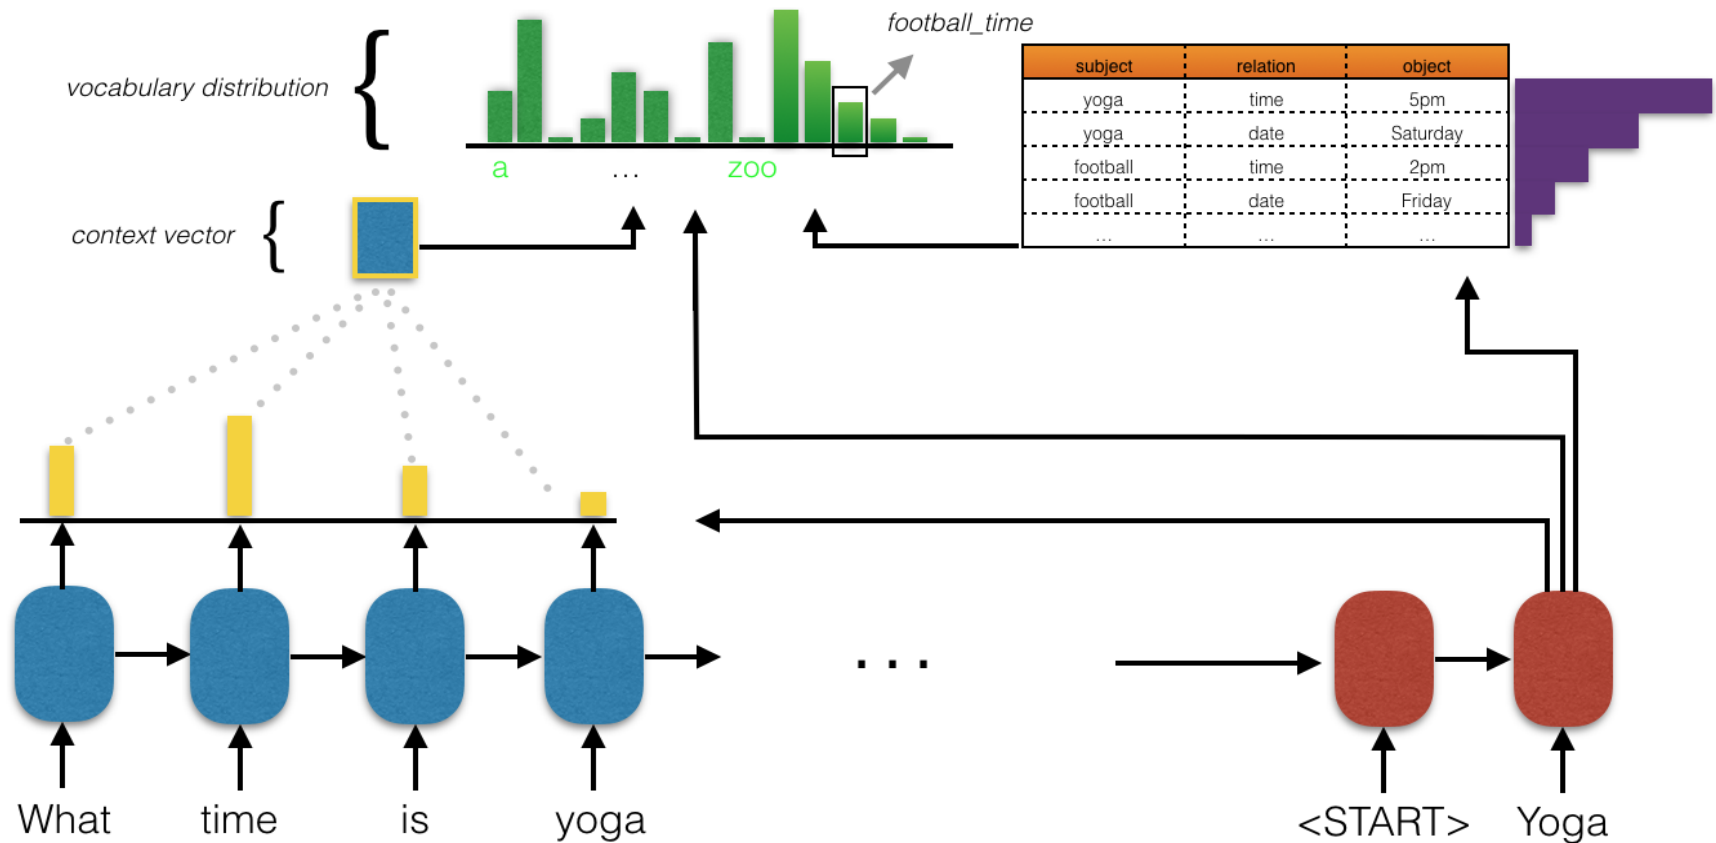 football_time
vocabulary distribution
a ... zoo
subject relation object
yoga time 5pm
yoga date Saturday
football time 2pm
football date Friday
... ... ...
context vector
...
What time is yoga <START> Yoga